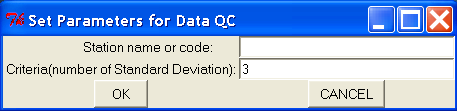 Set Parameters for Data QC
Station name or code:
Criteria(number of Standard Deviation): 3
OK CANCEL